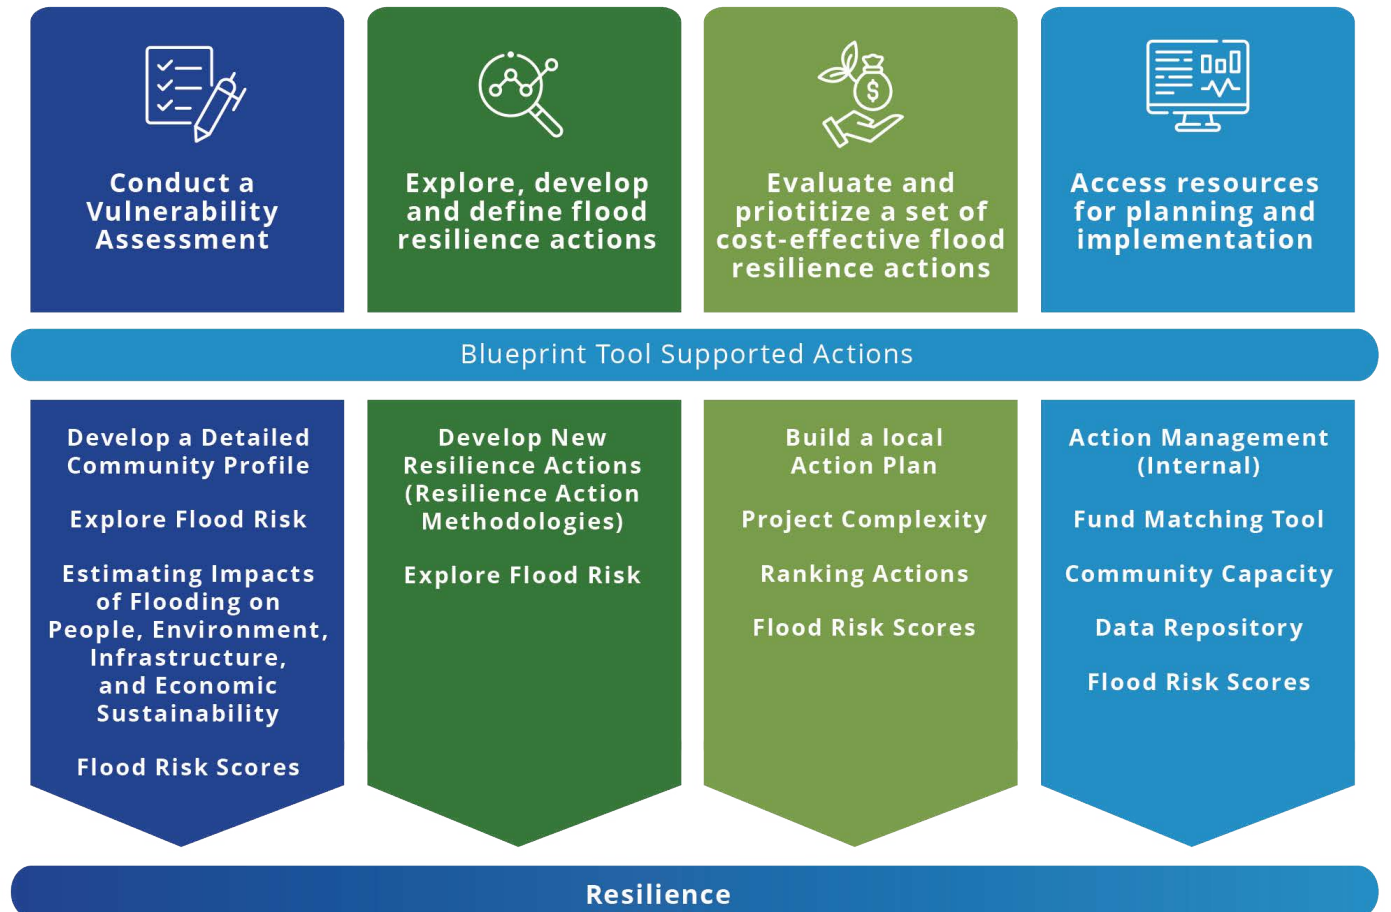 Conduct a
Vulnerability
Assessment
Explore, develop
and define flood
resilience actions
Evaluate and
priotitize a set of
cost-effective flood
resilience actions
Access resources
for planning and
implementation
Blueprint Tool Supported Actions
Develop a Detailed
Community Profile
Explore Flood Risk
Estimating Impacts
of Flooding on
People, Environment,
Infrastructure,
and Economic
Sustainability
Flood Risk Scores
Develop New
Resilience Actions
(Resilience Action
Methodologies)
Explore Flood Risk
Build a local
Action Plan
Project Complexity
Ranking Actions
Flood Risk Scores
Action Management
(Internal)
Fund Matching Tool
Community Capacity
Data Repository
Flood Risk Scores
Resilience